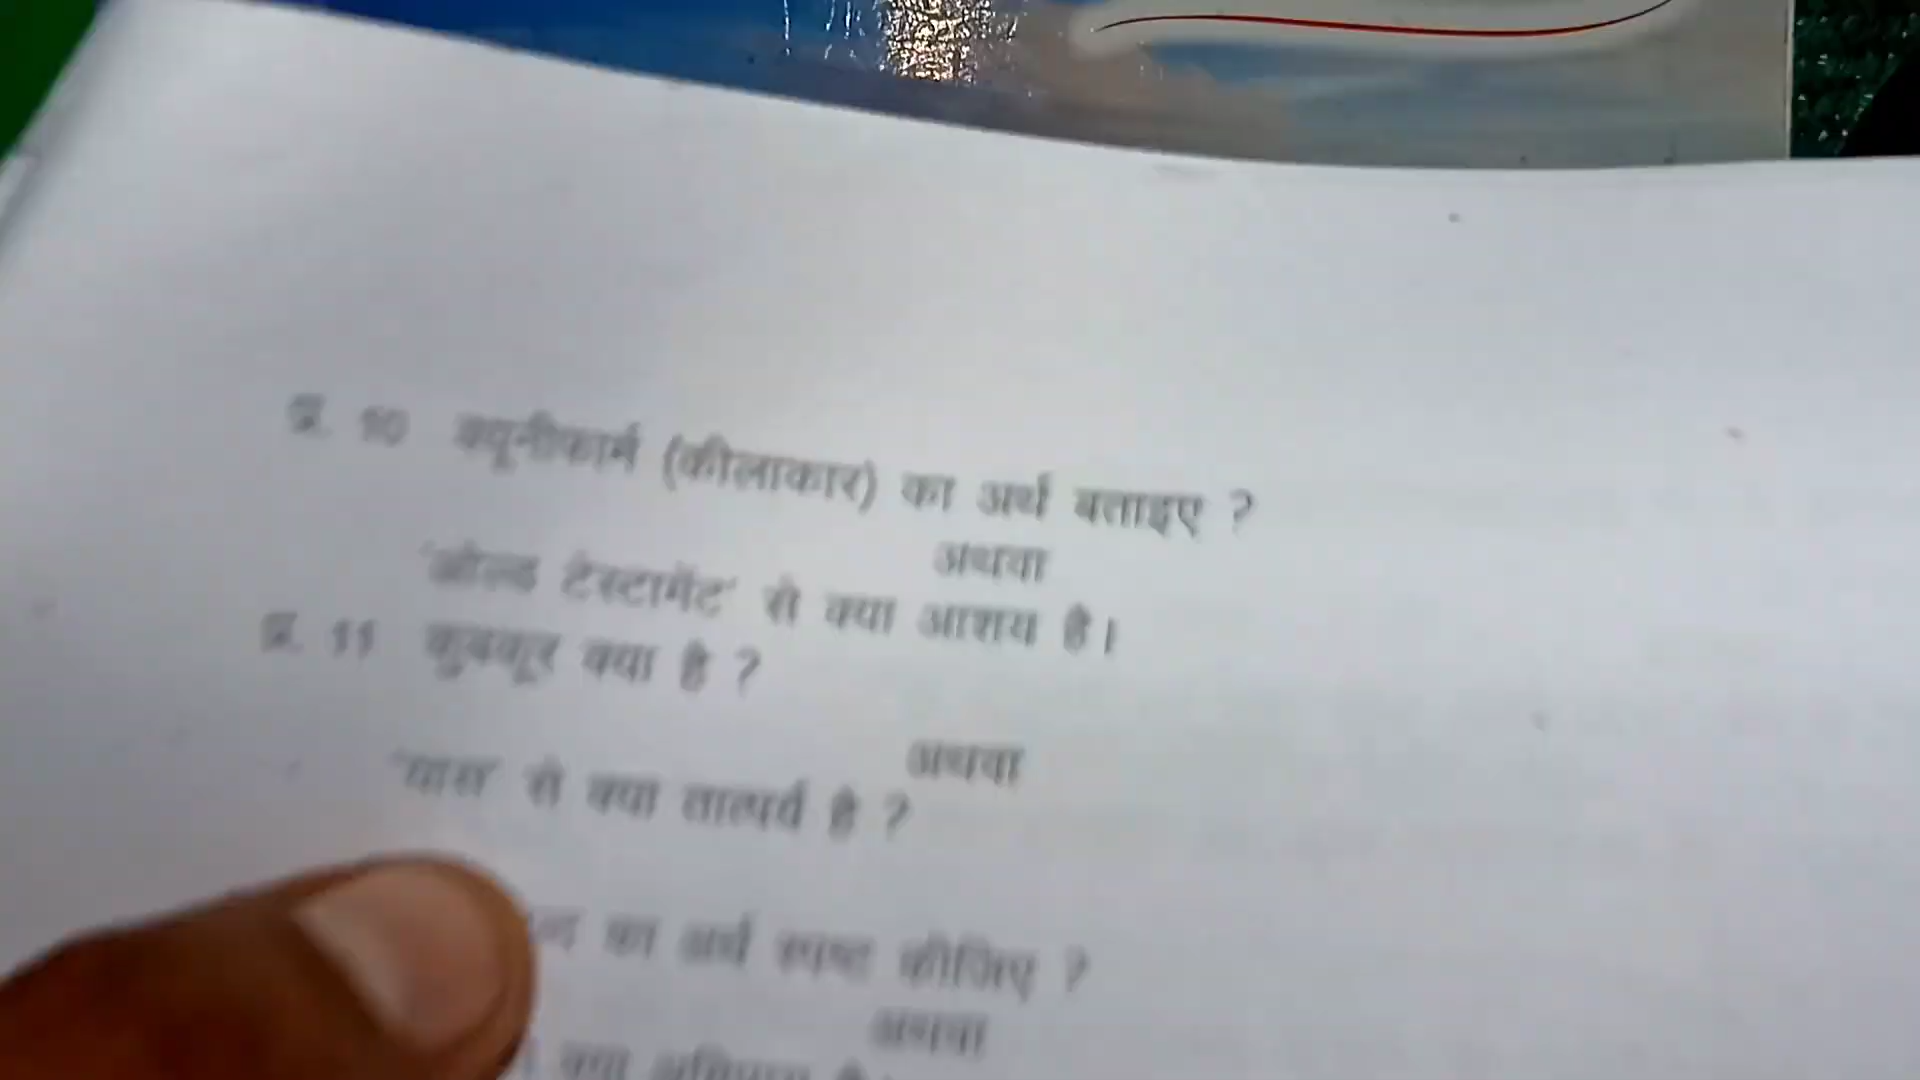 प्र. 10 क्यूनीफार्म (कीलाकार) का अर्थ बताइए ?
अथवा
'ओल्ड टेस्टामेंट' से क्या आशय है।
प्र. 11 क्या है ?
अथवा
'यास' से क्या तात्पर्य है ?
का अर्थ स्पष्ट कीजिए ?
अथवा
क्या